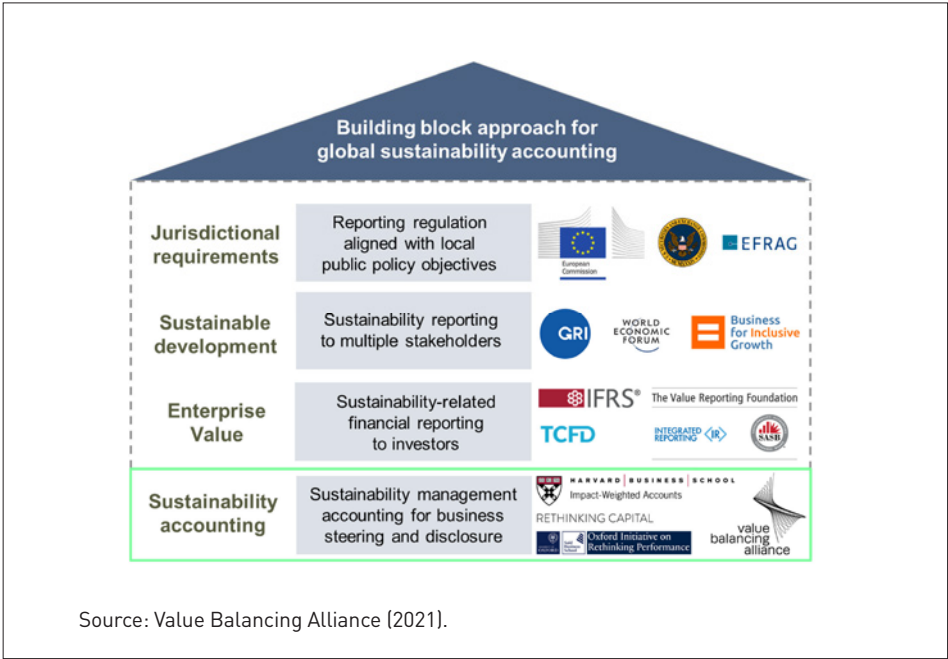 Building block approach for
global sustainability accounting
Jurisdictional
requirements
Reporting regulation
aligned with local
public policy objectives
European
Commission
EFRAG
Sustainable
development
Sustainability reporting
to multiple stakeholders
GRI
WORLD
ECONOMIC
FORUM
Business
for Inclusive
Growth
Enterprise
Value
Sustainability-related
financial reporting
to investors
IFRS®
The Value Reporting Foundation
TCFD
INTEGRATED
REPORTING <IR>
SASB
Sustainability
accounting
Sustainability management
accounting for business
steering and disclosure
HARVARD | BUSINESS | SCHOOL
Impact-Weighted Accounts
RETHINKING CAPITAL
Oxford Initiative on
Rethinking Performance
value
balancing
alliance
Source: Value Balancing Alliance (2021).